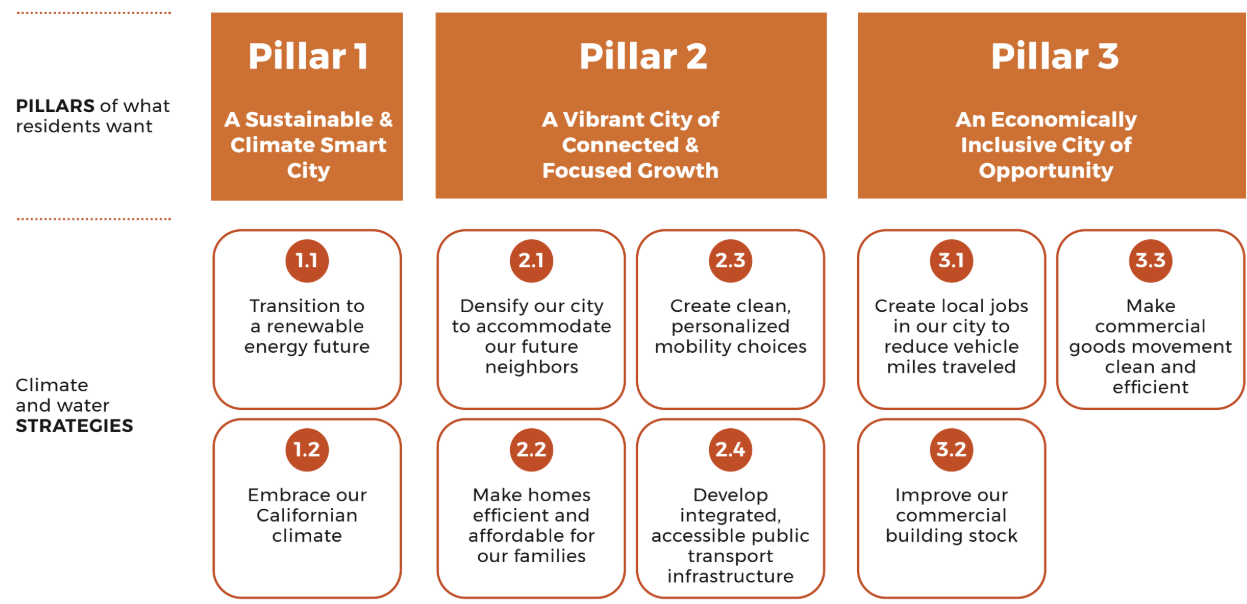 PILLARS of what
residents want
Pillar 1
A Sustainable &
Climate Smart
City
Pillar 2
A Vibrant City of
Connected &
Focused Growth
Pillar 3
An Economically
Inclusive City of
Opportunity
Climate
and water
STRATEGIES
1.1
Transition to
a renewable
energy future
1.2
Embrace our
Californian
climate
2.1
Densify our city
to accommodate
our future
neighbors
2.2
Make homes
efficient and
affordable for
our families
2.3
Create clean,
personalized
mobility choices
2.4
Develop
integrated,
accessible public
transport
infrastructure
3.1
Create local jobs
in our city to
reduce vehicle
miles traveled
3.2
Improve our
commercial
building stock
3.3
Make
commercial
goods movement
clean and
efficient